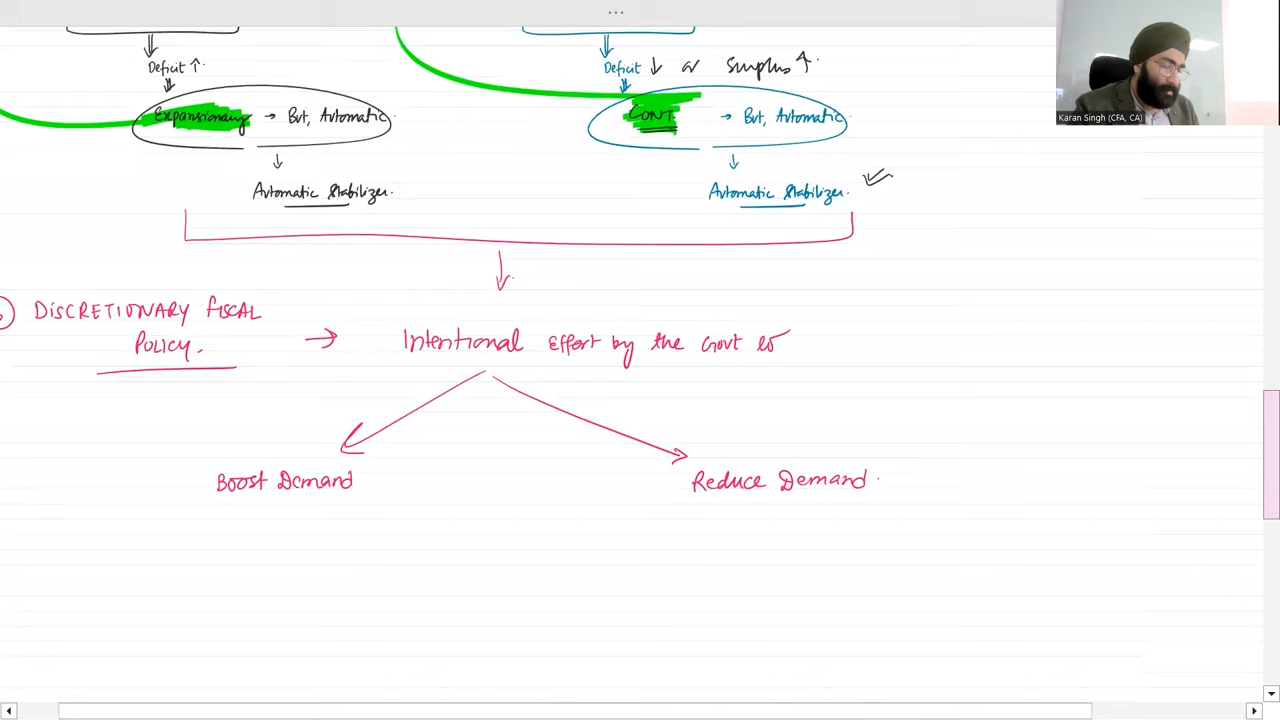 Deficit ↑
Deficit ↓ or Surplus ↑.
Expansionary → But, Automatic
CONT. → But, Automatic
Automatic Stabilizer.
Automatic Stabilizer.
DISCRETIONARY FISCAL
POLICY. → Intentional Effort by the Govt to
Boost Demand
Reduce Demand
Karan Singh (CFA, CA)